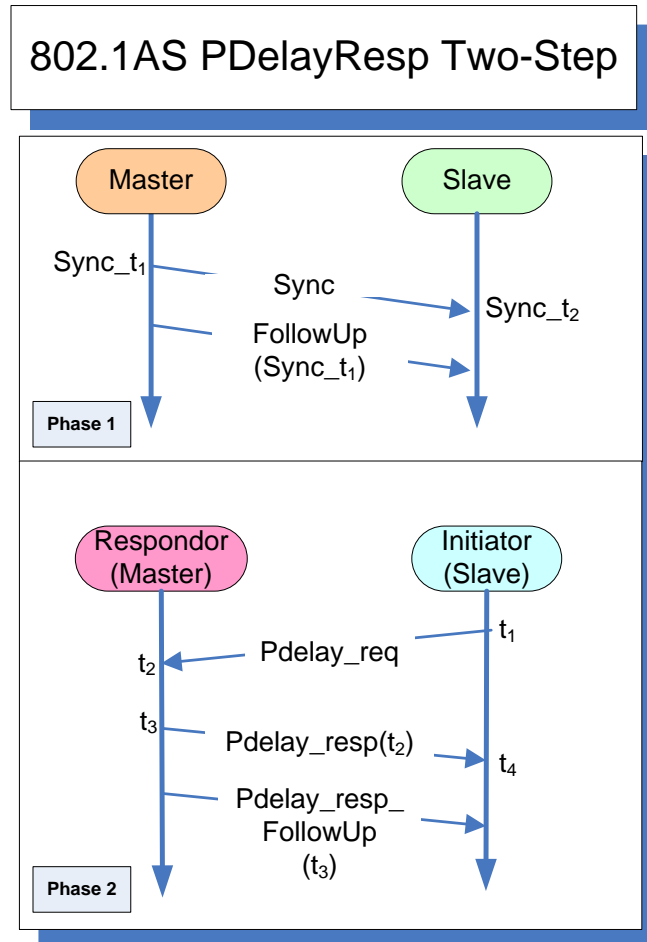 802.1AS PDelayResp Two-Step
Master
Slave
Sync_t₁
Sync
Sync_t₂
FollowUp
(Sync_t₁)
Phase 1
Respondor
(Master)
Initiator
(Slave)
t₁
Pdelay_req
t₂
t₃
Pdelay_resp(t₂)
t₄
Pdelay_resp_
FollowUp
(t₃)
Phase 2